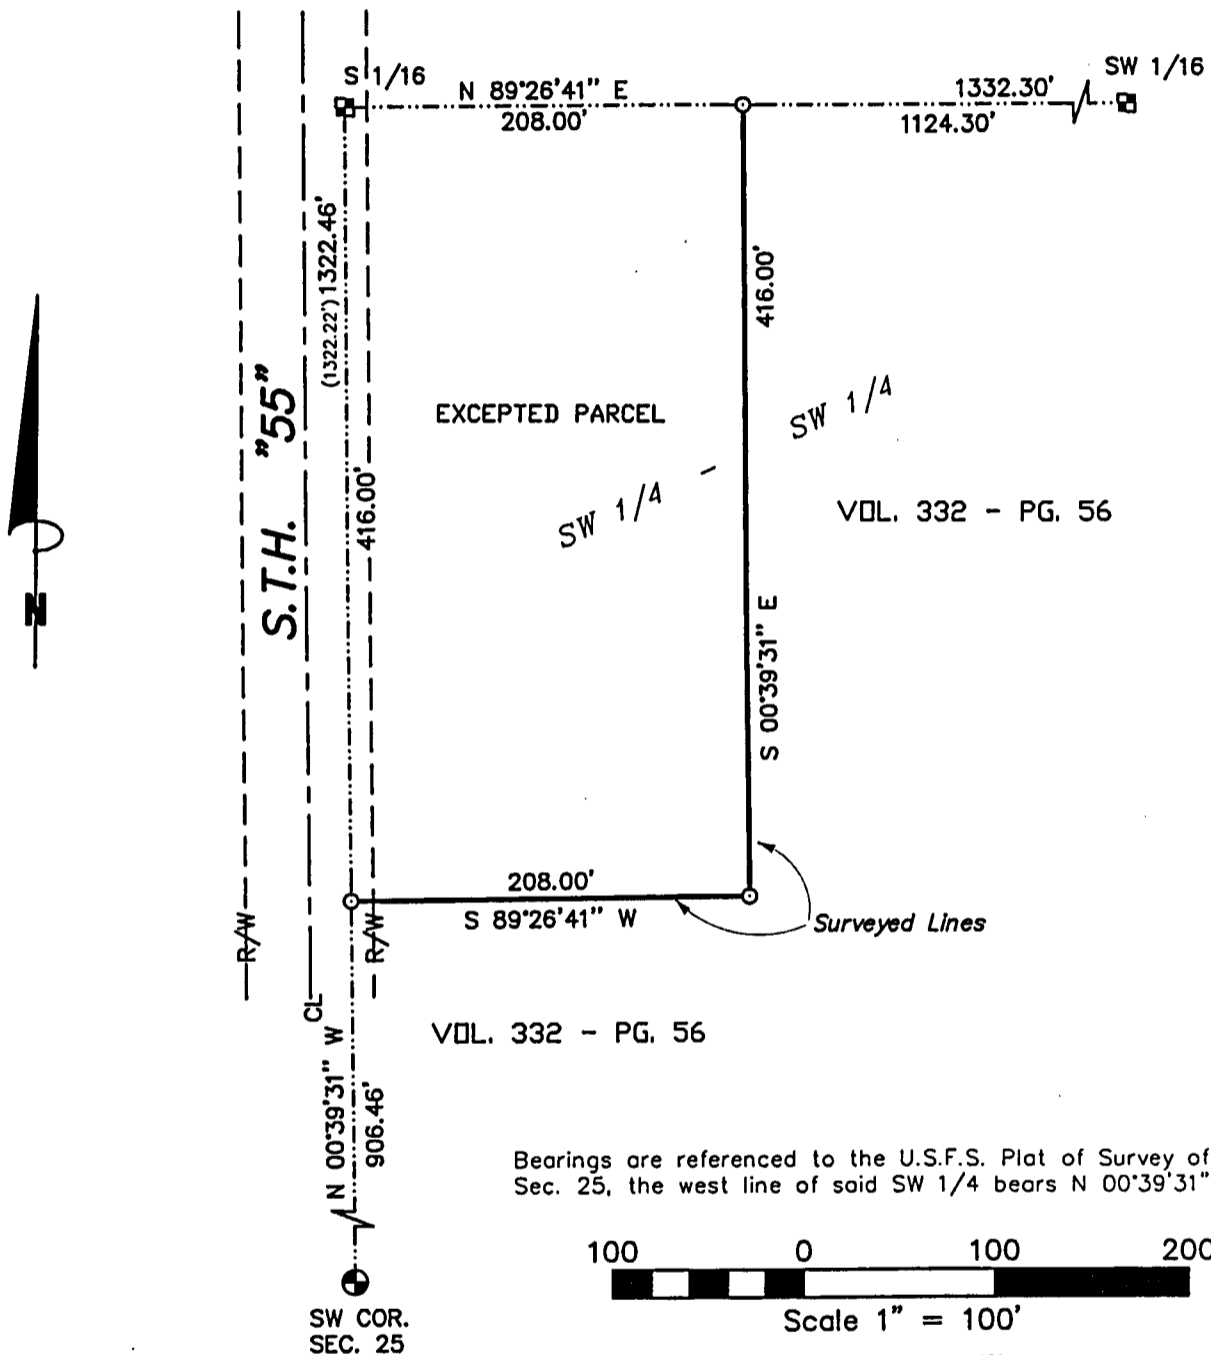 S 1/16
N 89°26'41" E
208.00'
1332.30'
1124.30'
SW 1/16
(1322.22') 1322.46'
416.00'
S.T.H. "55"
416.00'
EXCEPTED PARCEL
SW 1/4 - SW 1/4
VOL. 332 - PG. 56
N
S 00°39'31" E
208.00'
S 89°26'41" W
Surveyed Lines
R/W
R/W
CL
VOL. 332 - PG. 56
N 00°39'31" W
906.46'
Bearings are referenced to the U.S.F.S. Plat of Survey of
Sec. 25, the west line of said SW 1/4 bears N 00°39'31"
100 0 100 200
Scale 1" = 100'
SW COR.
SEC. 25